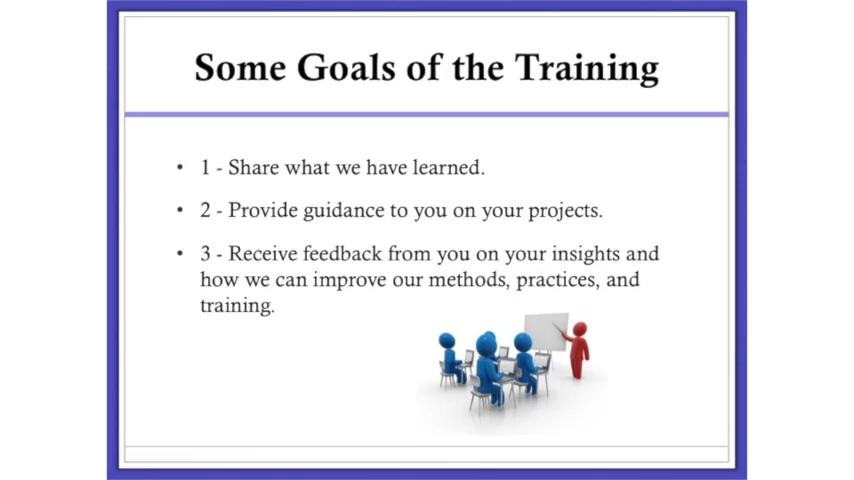 Some Goals of the Training
• 1 - Share what we have learned.
• 2 - Provide guidance to you on your projects.
• 3 - Receive feedback from you on your insights and
how we can improve our methods, practices, and
training.